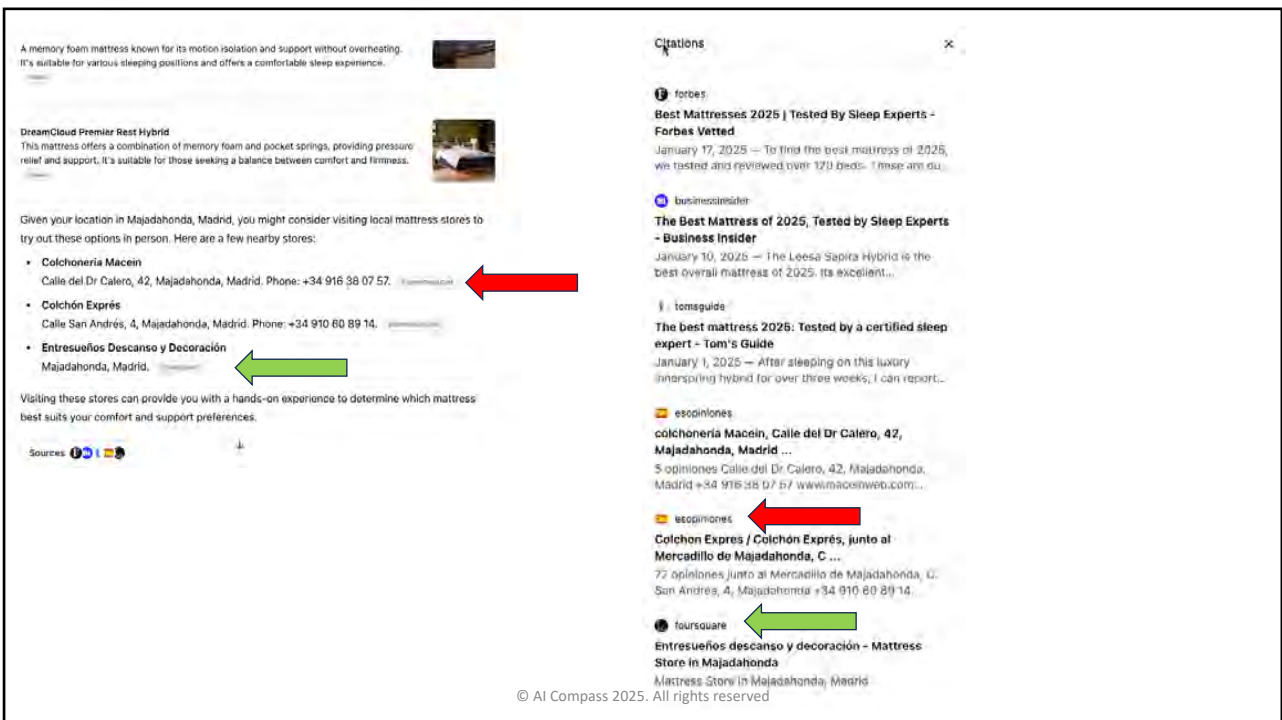 A memory foam mattress known for its motion isolation and support without overheating.
It's suitable for various sleeping positions and offers a comfortable sleep experience.
DreamCloud Premier Rest Hybrid
This mattress offers a combination of memory foam and pocket springs, providing pressure
relief and support. It's suitable for those seeking a balance between comfort and firmness.
Given your location in Majadahonda, Madrid, you might consider visiting local mattress stores to
try out these options in person. Here are a few nearby stores:
• Colchonería Macein
Calle del Dr Calero, 42, Majadahonda, Madrid. Phone: +34 916 38 07 57.
• Colchón Exprés
Calle San Andrés, 4, Majadahonda, Madrid. Phone: +34 910 60 89 14.
• Entresueños Descanso y Decoración
Majadahonda, Madrid.
Visiting these stores can provide you with a hands-on experience to determine which mattress
best suits your comfort and support preferences.
Sources
Citations
forbes
Best Mattresses 2025 | Tested By Sleep Experts -
Forbes Vetted
January 17, 2025 — To find the best mattress of 2025,
we tested and reviewed over 170 beds. These are ou...
businessinsider
The Best Mattress of 2025, Tested by Sleep Experts
- Business Insider
January 10, 2025 — The Leesa Sapira Hybrid is the
best overall mattress of 2025. Its excellent...
tomsguide
The best mattress 2025: Tested by a certified sleep
expert - Tom's Guide
January 1, 2025 — After sleeping on this luxury
innerspring hybrid for over three weeks, I can report...
esopiniones
colchonería Macein, Calle del Dr Calero, 42,
Majadahonda, Madrid ...
5 opiniones Calle del Dr Calero, 42, Majadahonda,
Madrid +34 916 38 07 57 www.maceinweb.com...
esopiniones
Colchon Expres / Colchón Exprés, junto al
Mercadillo de Majadahonda, C ...
72 opiniones junto al Mercadillo de Majadahonda, C.
San Andrés, 4, Majadahonda +34 910 60 89 14
foursquare
Entresueños descanso y decoración - Mattress
Store in Majadahonda
Mattress Store in Majadahonda, Madrid
© AI Compass 2025. All rights reserved